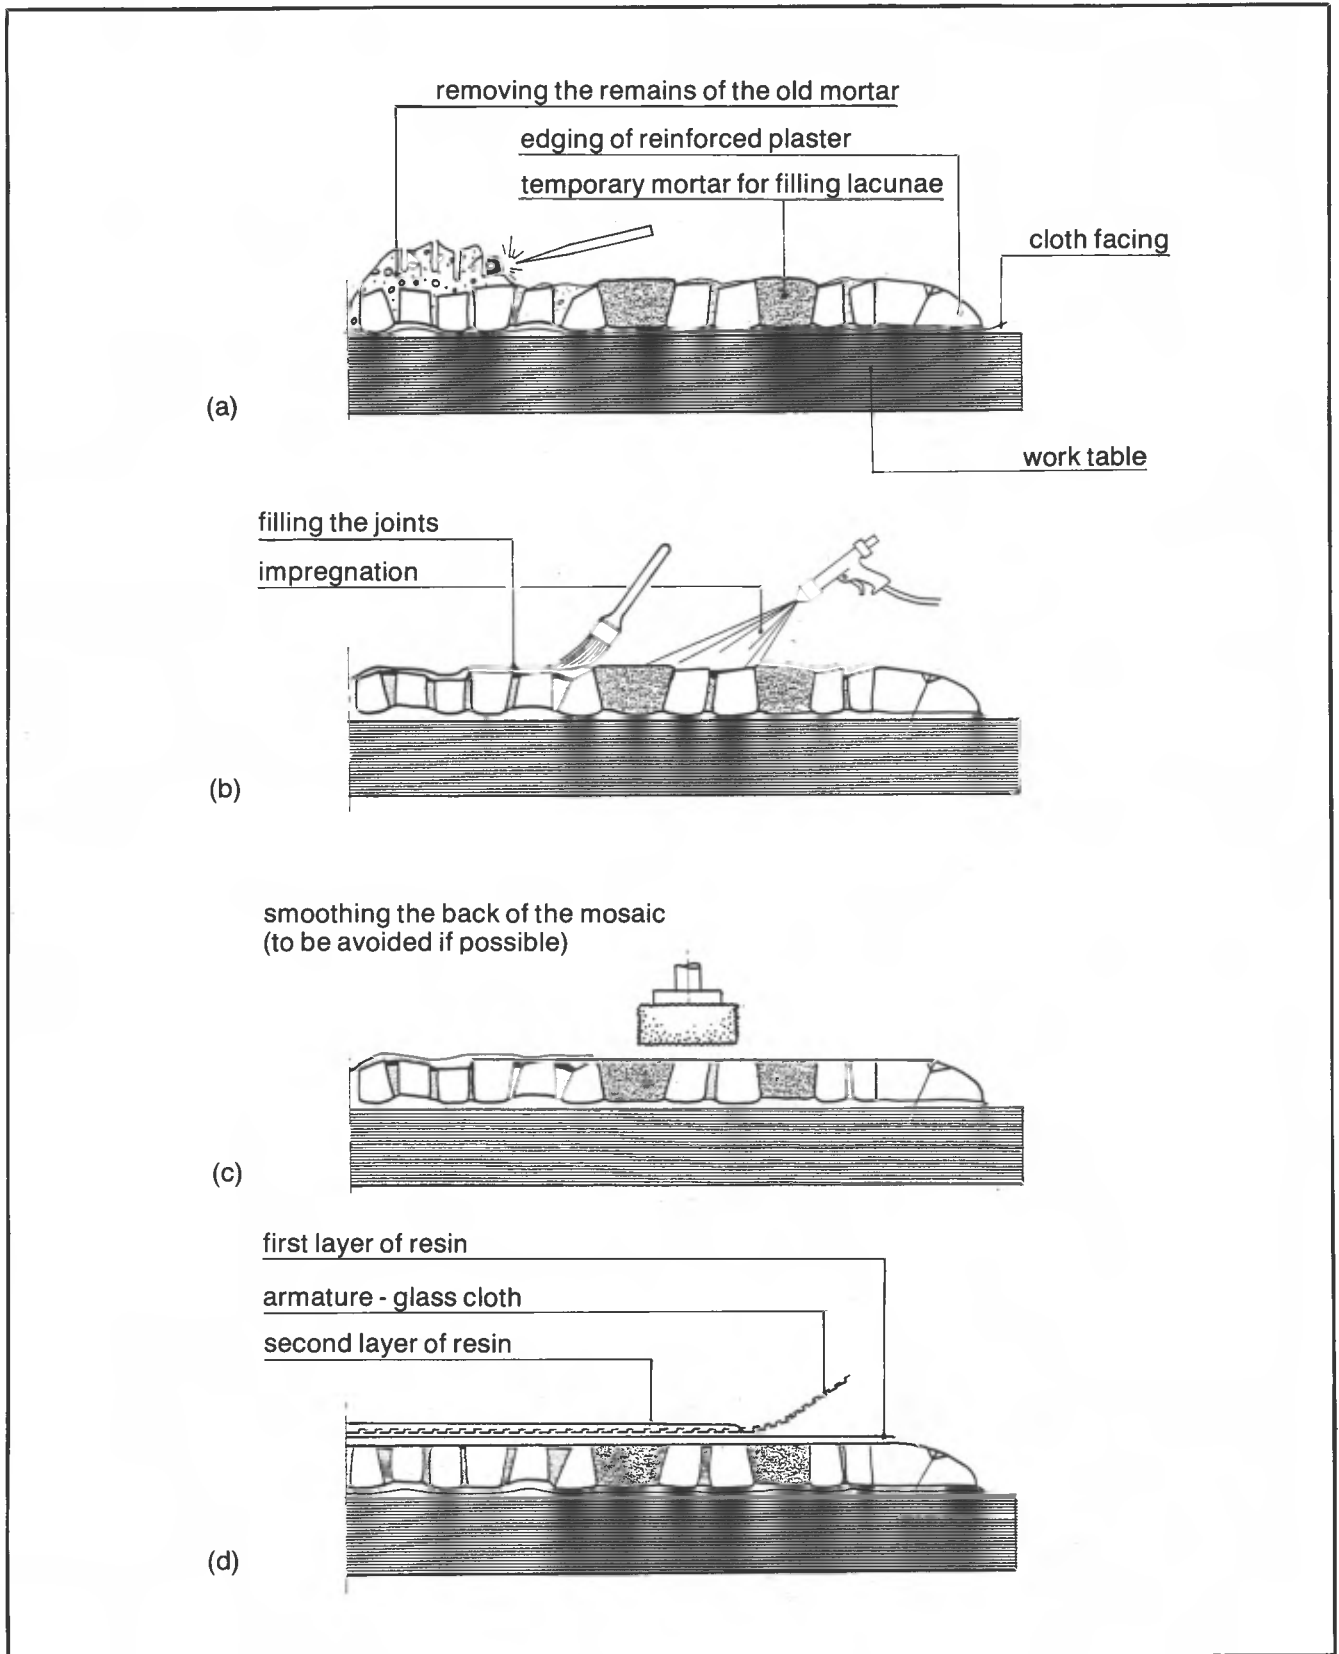 removing the remains of the old mortar
edging of reinforced plaster
temporary mortar for filling lacunae
cloth facing
(a)
work table
filling the joints
impregnation
(b)
smoothing the back of the mosaic
(to be avoided if possible)
(c)
first layer of resin
armature - glass cloth
second layer of resin
(d)